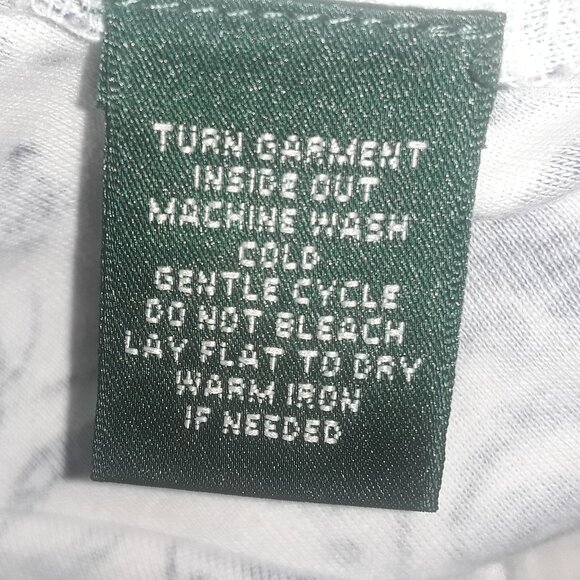 TURN GARMENT
INSIDE OUT
MACHINE WASH
COLD
GENTLE CYCLE
DO NOT BLEACH
LAY FLAT TO DRY
WARM IRON
IF NEEDED